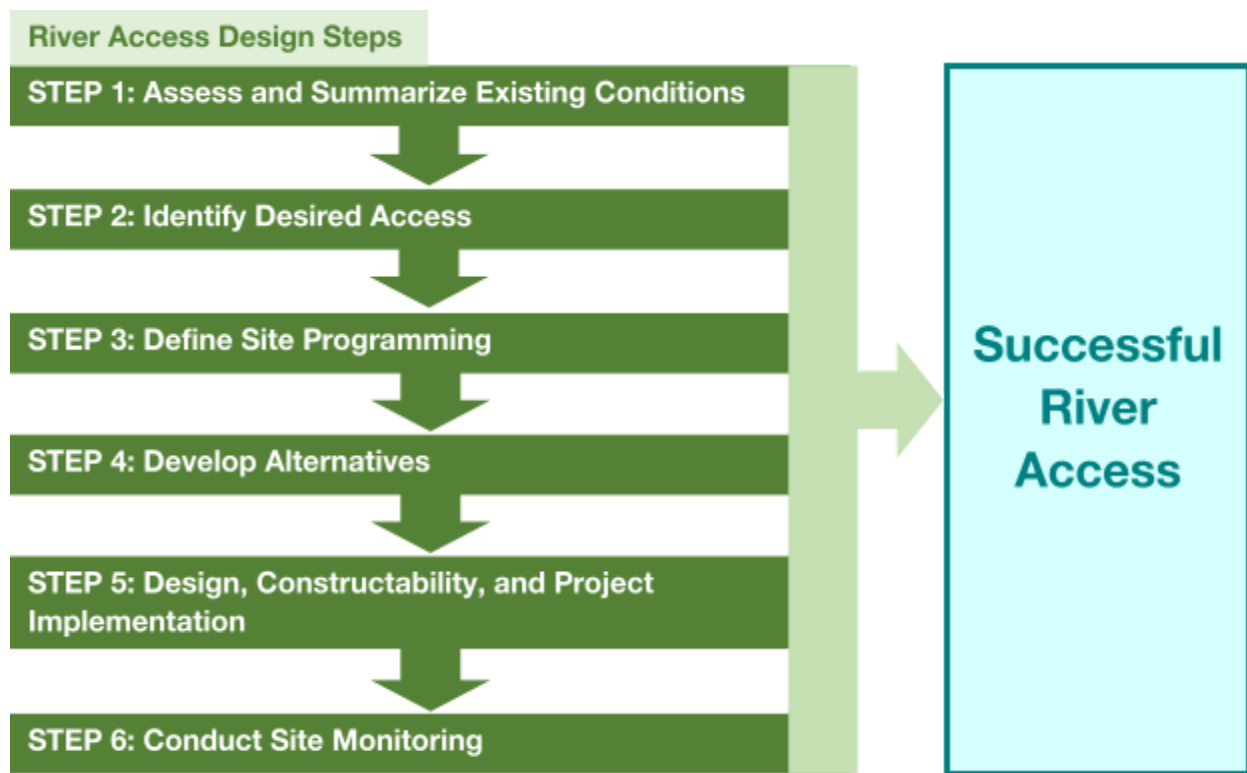 River Access Design Steps
STEP 1: Assess and Summarize Existing Conditions
STEP 2: Identify Desired Access
STEP 3: Define Site Programming
STEP 4: Develop Alternatives
STEP 5: Design, Constructability, and Project
Implementation
STEP 6: Conduct Site Monitoring
Successful
River
Access